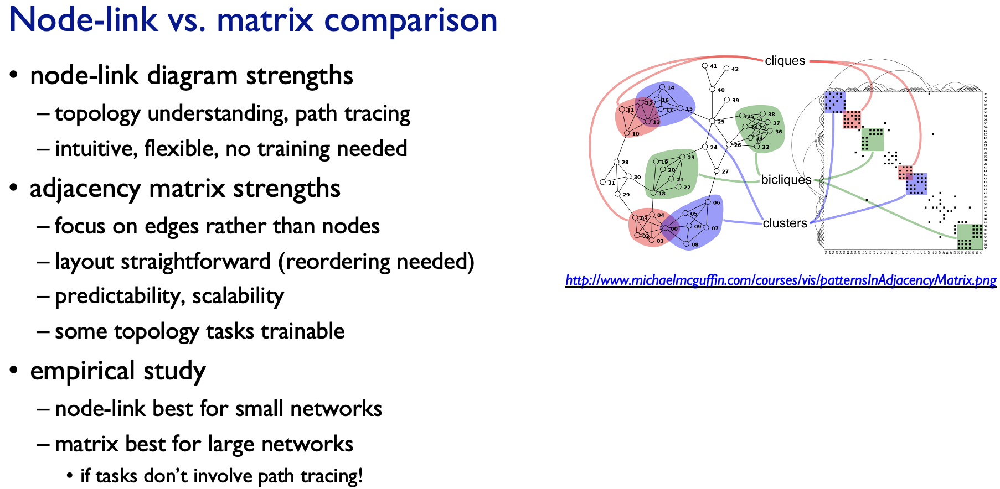 Node-link vs. matrix comparison
• node-link diagram strengths
– topology understanding, path tracing
– intuitive, flexible, no training needed
• adjacency matrix strengths
– focus on edges rather than nodes
– layout straightforward (reordering needed)
– predictability, scalability
– some topology tasks trainable
• empirical study
– node-link best for small networks
– matrix best for large networks
• if tasks don’t involve path tracing!
cliques
41
42
14
40
16
39
12
11
17
15
38
35
13
25
37
34
36
10
33
26
32
24
23
28
19
20
27
30
21
bicliques
31
22
18
29
06
04
05
03
clusters
09
07
00
02
01
08
http://www.michaelmcguffin.com/courses/vis/patternsInAdjacencyMatrix.png